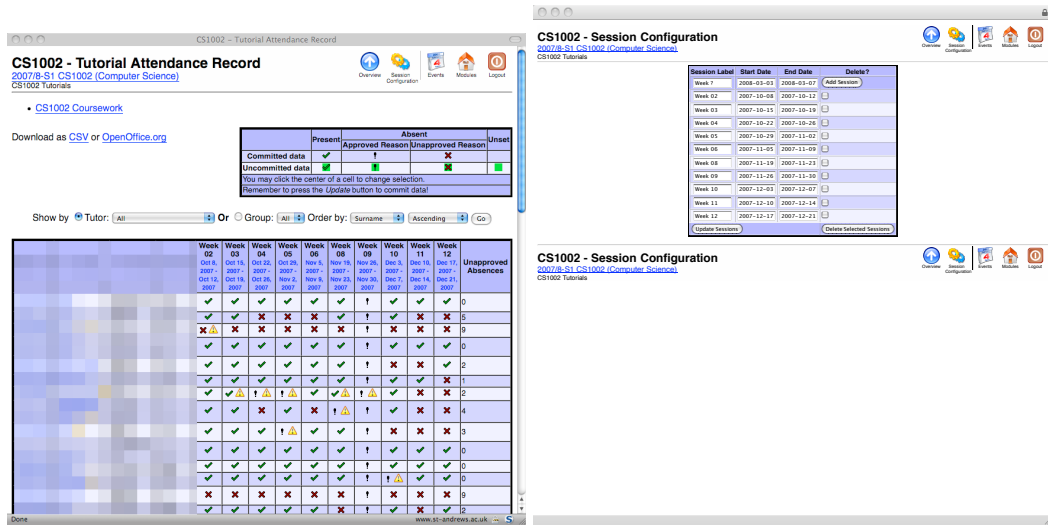 CS1002 - Tutorial Attendance Record
CS1002 - Tutorial Attendance Record
2007/8-S1 CS1002 (Computer Science)
CS1002 Tutorials
Overview
Session Configuration
Events
Modules
Logout
CS1002 Coursework
Download as CSV or OpenOffice.org
Present Absent Unset
Approved Reason Unapproved Reason
Committed data
Uncommitted data
You may click the center of a cell to change selection.
Remember to press the Update button to commit data!
Show by Tutor: All Or Group: All Order by: Surname Ascending Go
Week 02 Week 03 Week 04 Week 05 Week 06 Week 08 Week 09 Week 10 Week 11 Week 12 Unapproved Absences
Oct 8, 2007 - Oct 12, 2007
Oct 15, 2007 - Oct 19, 2007
Oct 22, 2007 - Oct 26, 2007
Oct 29, 2007 - Nov 2, 2007
Nov 5, 2007 - Nov 9, 2007
Nov 19, 2007 - Nov 23, 2007
Nov 26, 2007 - Nov 30, 2007
Dec 3, 2007 - Dec 7, 2007
Dec 10, 2007 - Dec 14, 2007
Dec 17, 2007 - Dec 21, 2007
0
5
9
0
2
1
2
4
3
0
0
0
9
2
Done
www.st-andrews.ac.uk
CS1002 - Session Configuration
2007/8-S1 CS1002 (Computer Science)
CS1002 Tutorials
Overview
Session Configuration
Events
Modules
Logout
Session Label Start Date End Date Delete?
Week ? 2008-03-03 2008-03-07 Add Session
Week 02 2007-10-08 2007-10-12
Week 03 2007-10-15 2007-10-19
Week 04 2007-10-22 2007-10-26
Week 05 2007-10-29 2007-11-02
Week 06 2007-11-05 2007-11-09
Week 08 2007-11-19 2007-11-23
Week 09 2007-11-26 2007-11-30
Week 10 2007-12-03 2007-12-07
Week 11 2007-12-10 2007-12-14
Week 12 2007-12-17 2007-12-21
Update Sessions Delete Selected Sessions
CS1002 - Session Configuration
2007/8-S1 CS1002 (Computer Science)
CS1002 Tutorials
Overview
Session Configuration
Events
Modules
Logout